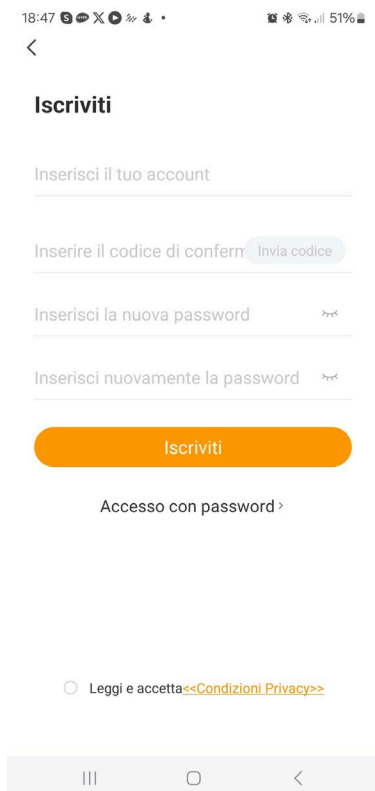 18:47 51%
Iscriviti
Inserisci il tuo account
Inserire il codice di conferm Invia codice
Inserisci la nuova password
Inserisci nuovamente la password
Iscriviti
Accesso con password
Leggi e accetta<<Condizioni Privacy>>